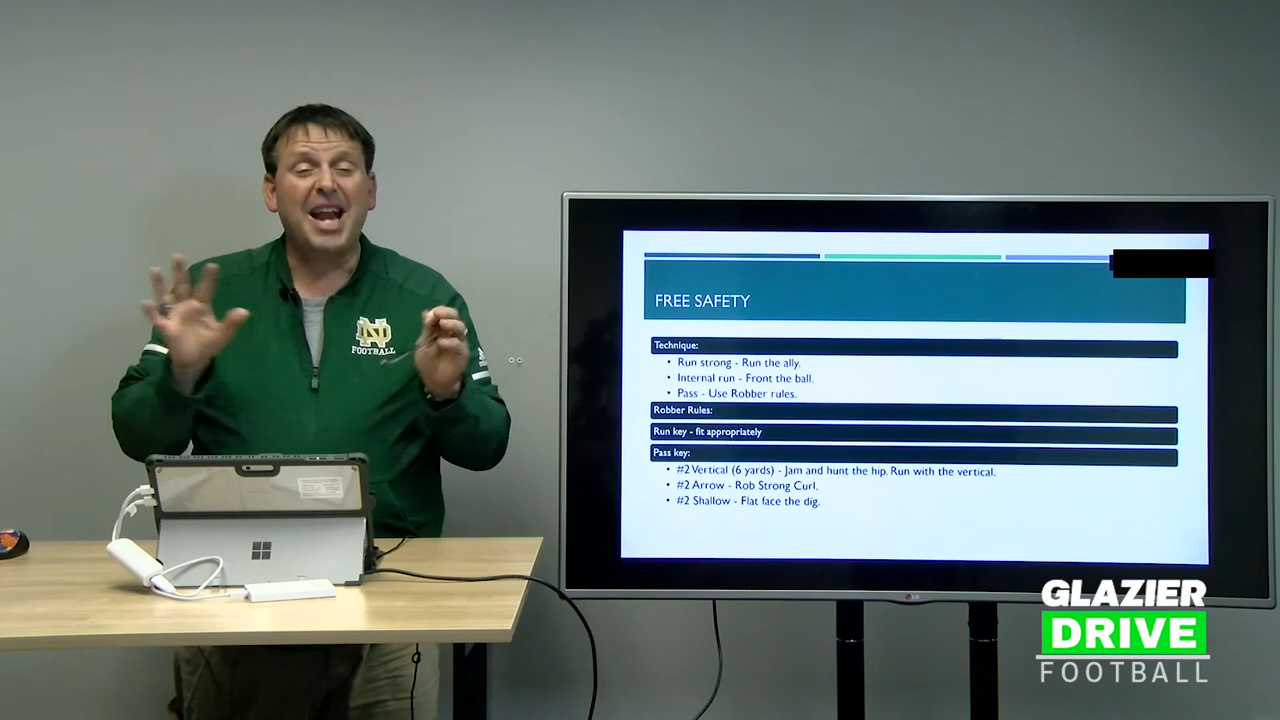 FREE SAFETY
Technique:
• Run strong - Run the ally.
• Internal run - Front the ball.
• Pass - Use Robber rules.
Robber Rules:
Run key - fit appropriately
Pass key:
• #2 Vertical (6 yards) - Jam and hunt the hip. Run with the vertical.
• #2 Arrow - Rob Strong Curl.
• #2 Shallow - Flat face the dig.
ND
FOOTBALL
LG
GLAZIER
DRIVE
FOOTBALL